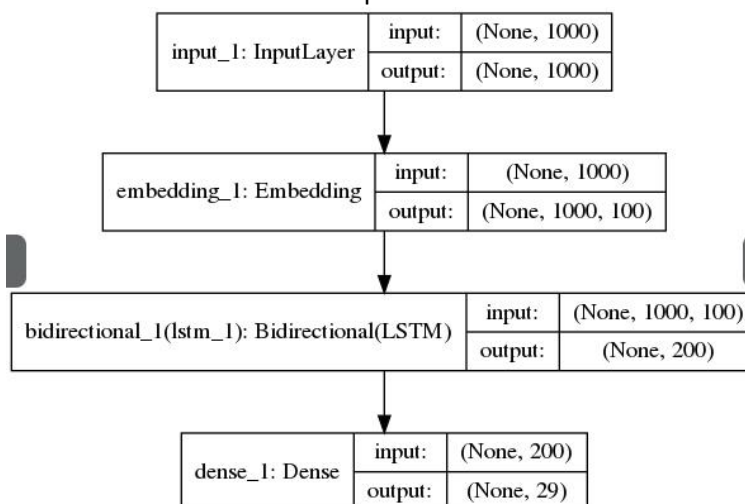 input_1: InputLayer
input: (None, 1000)
output: (None, 1000)
embedding_1: Embedding
input: (None, 1000)
output: (None, 1000, 100)
bidirectional_1(lstm_1): Bidirectional(LSTM)
input: (None, 1000, 100)
output: (None, 200)
dense_1: Dense
input: (None, 200)
output: (None, 29)